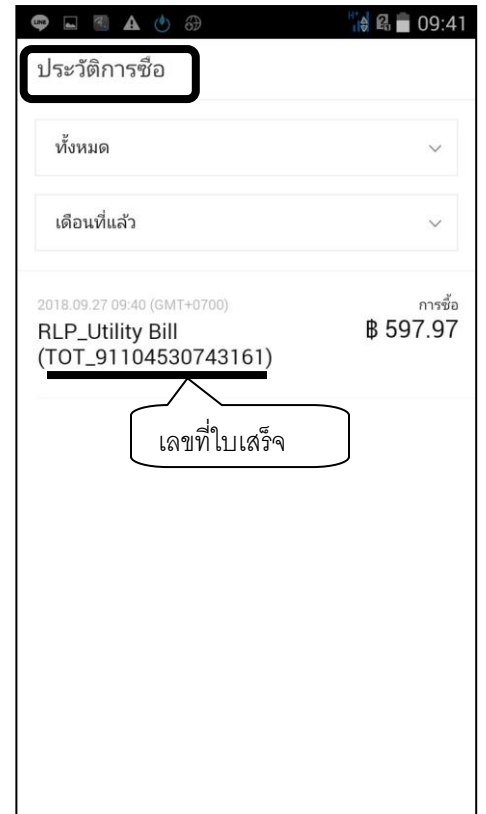 LINE
H+
09:41
ประวัติการซื้อ
ทั้งหมด
เดือนที่แล้ว
2018.09.27 09:40 (GMT+0700)
การซื้อ
RLP_Utility Bill
฿ 597.97
(TOT_91104530743161)
เลขที่ใบเสร็จ